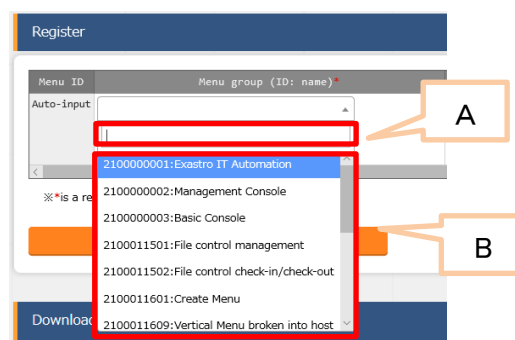 Register
Menu ID
Menu group (ID: name)*
Auto-input
A
2100000001:Exastro IT Automation
2100000002:Management Console
※*is a re
2100000003:Basic Console
2100011501:File control management
B
2100011502:File control check-in/check-out
2100011601:Create Menu
Download
2100011609:Vertical Menu broken into host